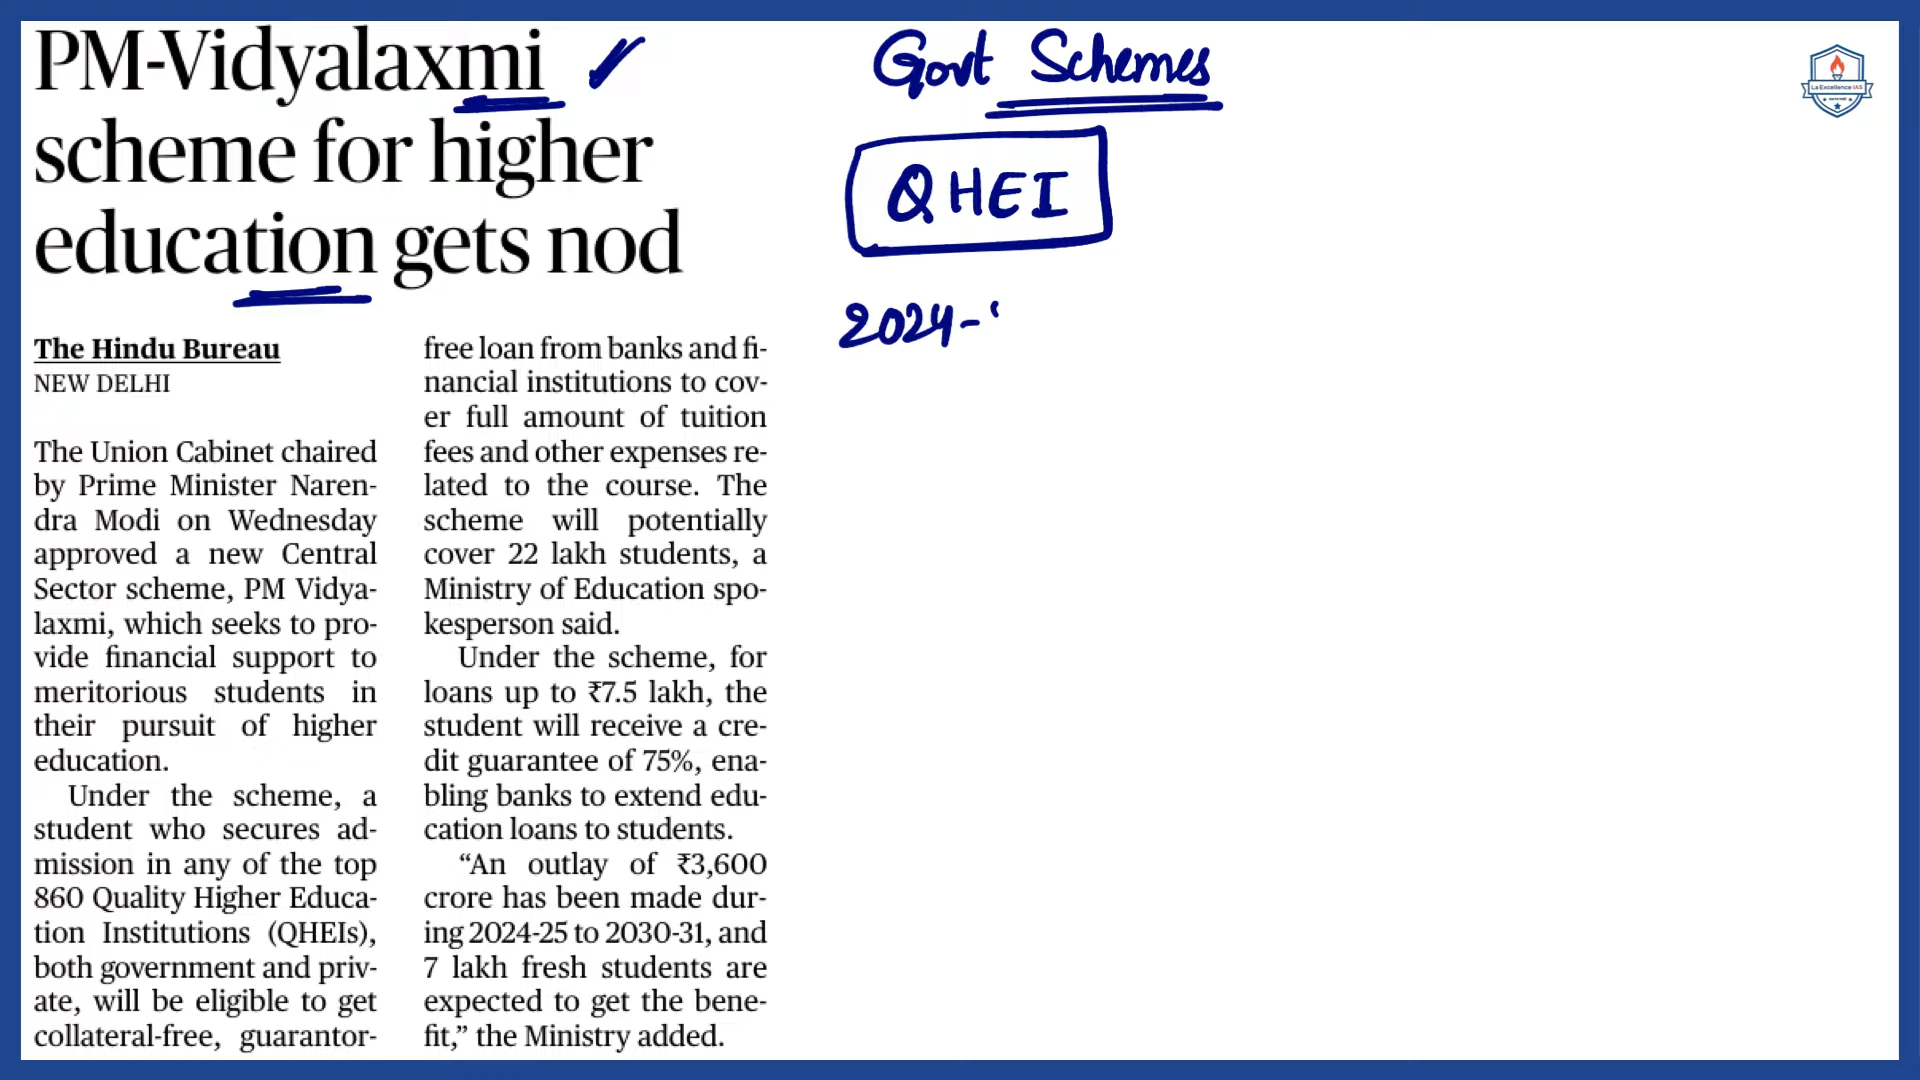 PM-Vidyalaxmi
scheme for higher
education gets nod
The Hindu Bureau
NEW DELHI
The Union Cabinet chaired
by Prime Minister Naren-
dra Modi on Wednesday
approved a new Central
Sector scheme, PM Vidya-
laxmi, which seeks to pro-
vide financial support to
meritorious students in
their pursuit of higher
education.
Under the scheme, a
student who secures ad-
mission in any of the top
860 Quality Higher Educa-
tion Institutions (QHEIs),
both government and priv-
ate, will be eligible to get
collateral-free, guarantor-
free loan from banks and fi-
nancial institutions to cov-
er full amount of tuition
fees and other expenses re-
lated to the course. The
scheme will potentially
cover 22 lakh students, a
Ministry of Education spo-
kesperson said.
Under the scheme, for
loans up to ₹7.5 lakh, the
student will receive a cre-
dit guarantee of 75%, ena-
bling banks to extend edu-
cation loans to students.
“An outlay of ₹3,600
crore has been made dur-
ing 2024-25 to 2030-31, and
7 lakh fresh students are
expected to get the bene-
fit,” the Ministry added.
Govt Schemes
QHEI
2024-
La Excellence IAS